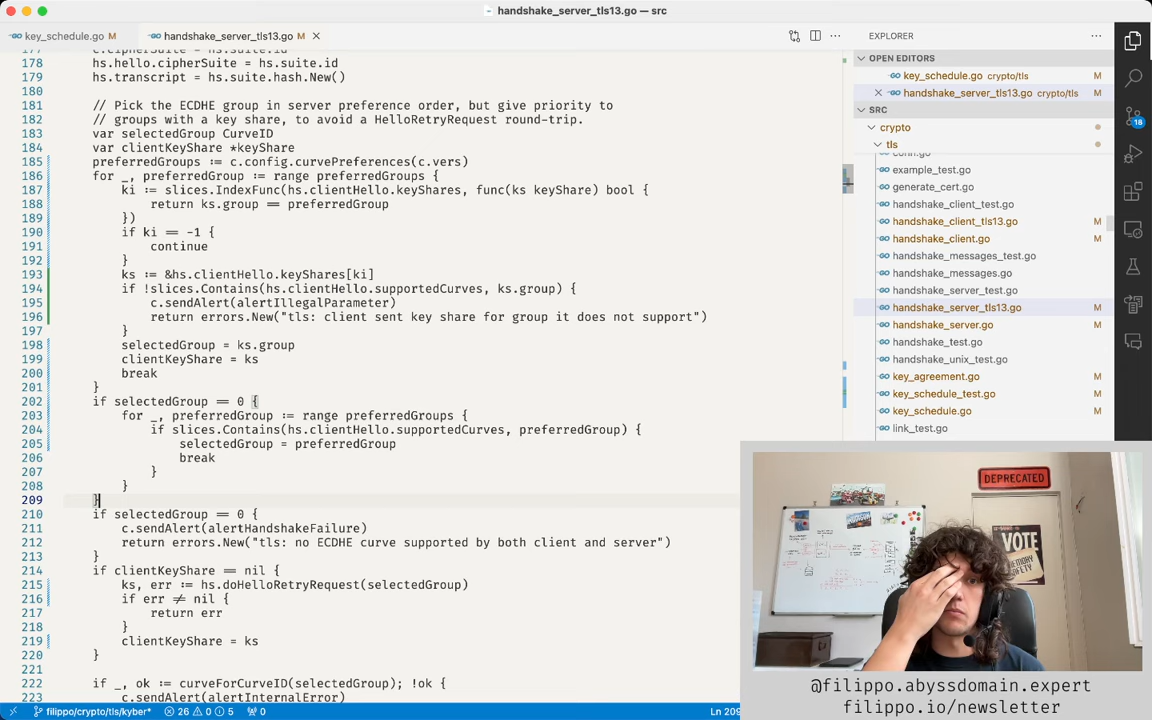 handshake_server_tls13.go — src
key_schedule.go M
handshake_server_tls13.go M
177 c.cipherSuite = hs.suite.id
178 hs.hello.cipherSuite = hs.suite.id
179 hs.transcript = hs.suite.hash.New()
180
181 // Pick the ECDHE group in server preference order, but give priority to
182 // groups with a key share, to avoid a HelloRetryRequest round-trip.
183 var selectedGroup CurveID
184 var clientKeyShare *keyShare
185 preferredGroups := c.config.curvePreferences(c.vers)
186 for _, preferredGroup := range preferredGroups {
187 ki := slices.IndexFunc(hs.clientHello.keyShares, func(ks keyShare) bool {
188 return ks.group == preferredGroup
189 })
190 if ki == -1 {
191 continue
192 }
193 ks := &hs.clientHello.keyShares[ki]
194 if !slices.Contains(hs.clientHello.supportedCurves, ks.group) {
195 c.sendAlert(alertIllegalParameter)
196 return errors.New("tls: client sent key share for group it does not support")
197 }
198 selectedGroup = ks.group
199 clientKeyShare = ks
200 break
201 }
202 if selectedGroup == 0 {
203 for _, preferredGroup := range preferredGroups {
204 if slices.Contains(hs.clientHello.supportedCurves, preferredGroup) {
205 selectedGroup = preferredGroup
206 break
207 }
208 }
209 }
210 if selectedGroup == 0 {
211 c.sendAlert(alertHandshakeFailure)
212 return errors.New("tls: no ECDHE curve supported by both client and server")
213 }
214 if clientKeyShare == nil {
215 ks, err := hs.doHelloRetryRequest(selectedGroup)
216 if err != nil {
217 return err
218 }
219 clientKeyShare = ks
220 }
221
222 if _, ok := curveForCurveID(selectedGroup); !ok {
223 c.sendAlert(alertInternalError)
EXPLORER
OPEN EDITORS
key_schedule.go crypto/tls M
handshake_server_tls13.go crypto/tls M
SRC
crypto
tls
conn.go
example_test.go
generate_cert.go
handshake_client_test.go
handshake_client_tls13.go M
handshake_client.go M
handshake_messages_test.go
handshake_messages.go
handshake_server_test.go
handshake_server_tls13.go M
handshake_server.go M
handshake_test.go
handshake_unix_test.go
key_agreement.go M
key_schedule_test.go M
key_schedule.go M
link_test.go
16
RECORDED
VOTE
@filippo.abyssdomain.expert
filippo.io/newsletter
filippo/crypto/tls/kyber* 26 0 5 0 Ln 209